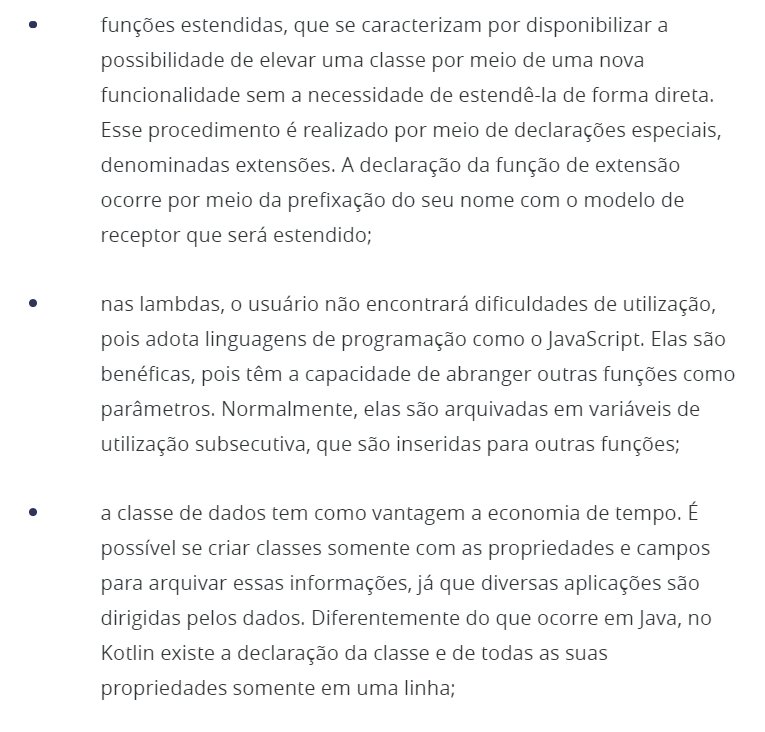 funções estendidas, que se caracterizam por disponibilizar a
possibilidade de elevar uma classe por meio de uma nova
funcionalidade sem a necessidade de estendê-la de forma direta.
Esse procedimento é realizado por meio de declarações especiais,
denominadas extensões. A declaração da função de extensão
ocorre por meio da prefixação do seu nome com o modelo de
receptor que será estendido;
nas lambdas, o usuário não encontrará dificuldades de utilização,
pois adota linguagens de programação como o JavaScript. Elas são
benéficas, pois têm a capacidade de abranger outras funções como
parâmetros. Normalmente, elas são arquivadas em variáveis de
utilização subsecutiva, que são inseridas para outras funções;
a classe de dados tem como vantagem a economia de tempo. É
possível se criar classes somente com as propriedades e campos
para arquivar essas informações, já que diversas aplicações são
dirigidas pelos dados. Diferentemente do que ocorre em Java, no
Kotlin existe a declaração da classe e de todas as suas
propriedades somente em uma linha;